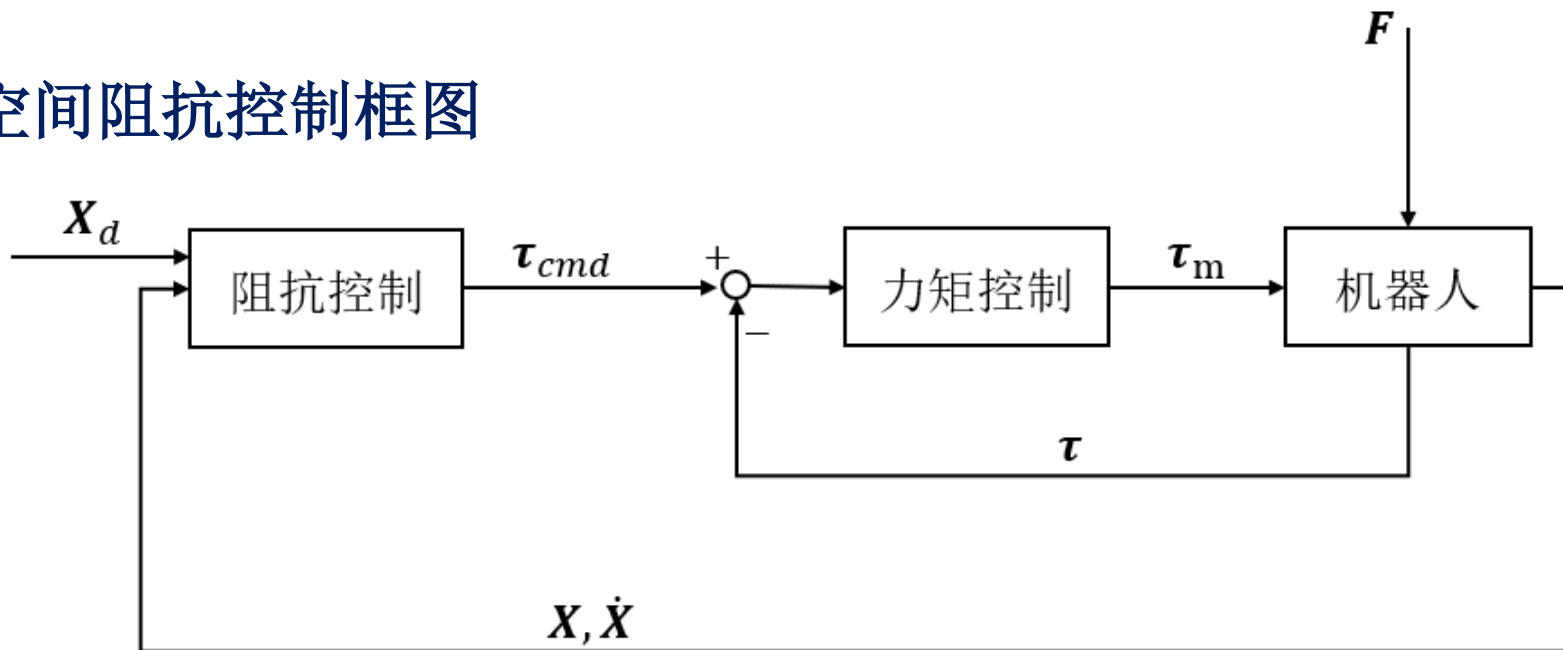 空间阻抗控制框图
F
X_d
阻抗控制
τ_cmd
+
−
力矩控制
τ_m
机器人
τ
X, Ẋ